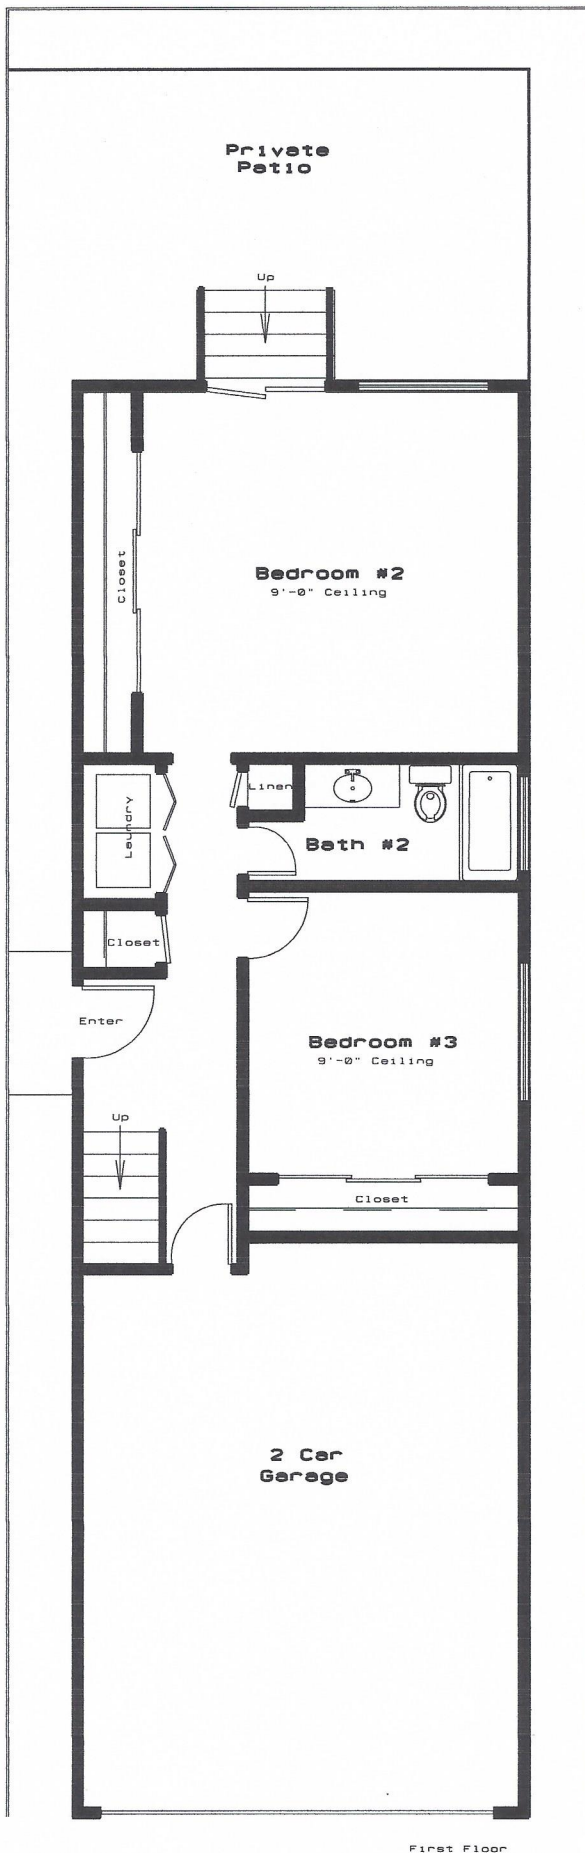 Private
Patio
Up
Bedroom #2
9'-0" Ceiling
Closet
Linen
Laundry
Bath #2
Closet
Enter
Bedroom #3
9'-0" Ceiling
Up
Closet
2 Car
Garage
First Floor